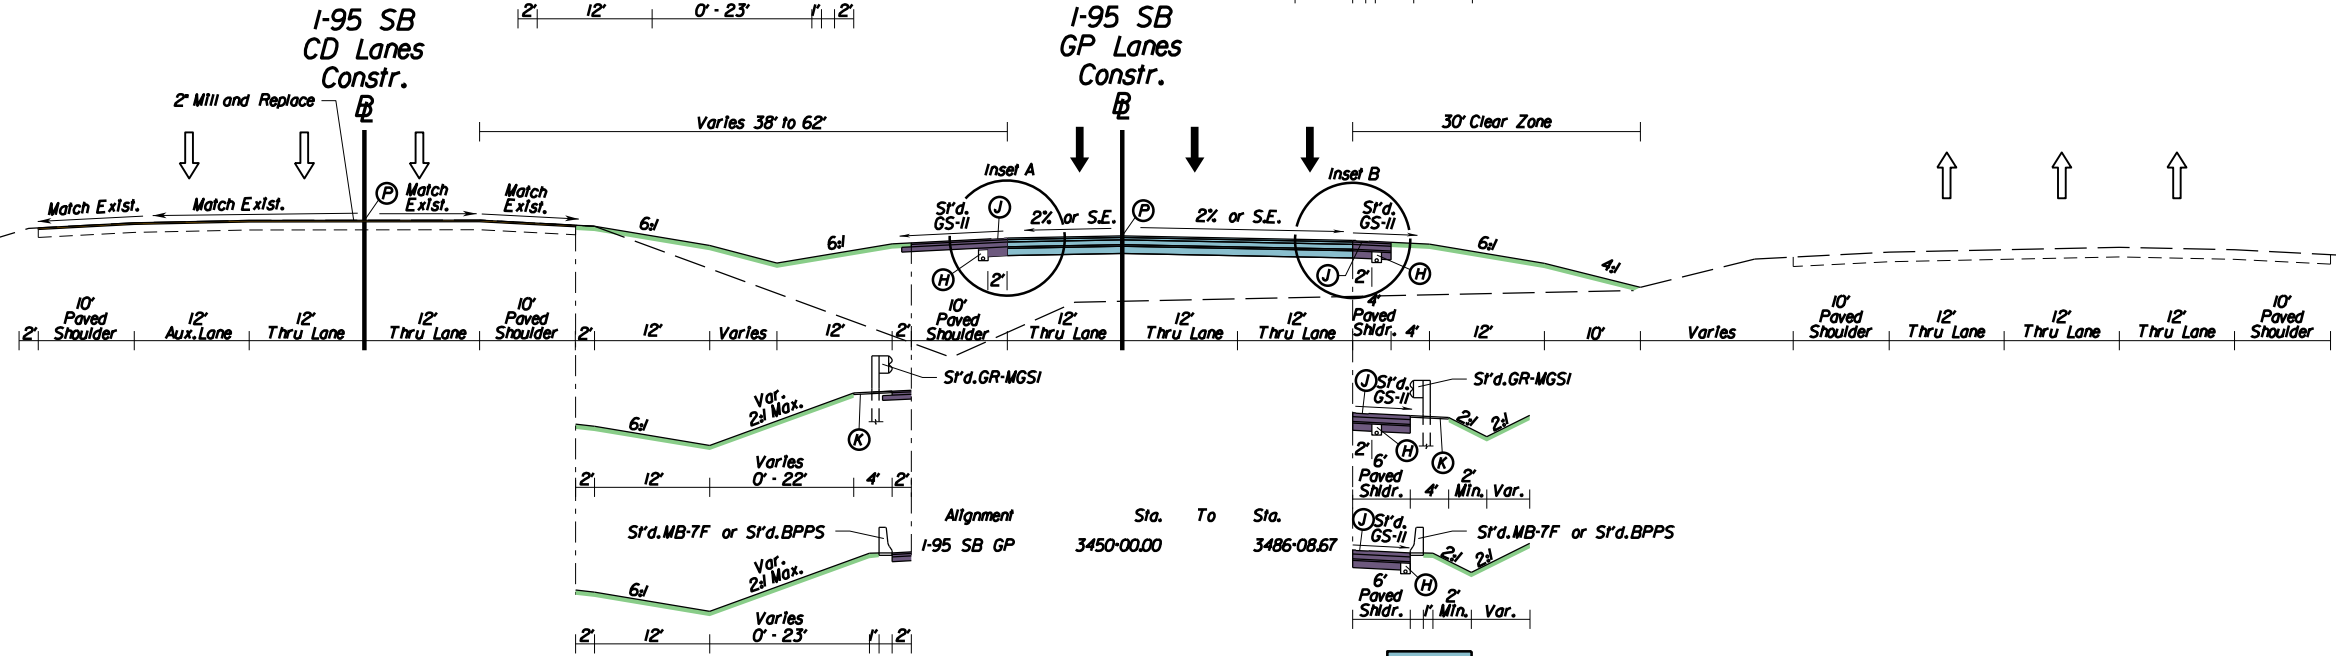 2' 12' 0' - 23' 1' 2'
I-95 SB
CD Lanes
Constr.
BL
I-95 SB
GP Lanes
Constr.
BL
2" Mill and Replace
Varies 38' to 62'
30' Clear Zone
Inset A
Inset B
Match Exist.
Match Exist.
P
Match
Exist.
Match
Exist.
6:1
6:1
St'd.
GS-11
J
2% or S.E.
P
2% or S.E.
St'd.
GS-11
6:1
4:1
H
2'
J
2'
H
2'
10'
Paved
Shoulder
12'
Aux.Lane
12'
Thru Lane
12'
Thru Lane
10'
Paved
Shoulder
2'
12'
Varies
12'
2'
10'
Paved
Shoulder
12'
Thru Lane
12'
Thru Lane
12'
Thru Lane
4'
Paved
Shldr.
4'
12'
10'
Varies
10'
Paved
Shoulder
12'
Thru Lane
12'
Thru Lane
12'
Thru Lane
10'
Paved
Shoulder
St'd.GR-MGS1
6:1
Var.
2:1 Max.
K
2' 12' Varies
0' - 22' 4' 2'
J
St'd.
GS-11
St'd.GR-MGS1
2:1
2:1
2'
H
K
6'
Paved
Shldr.
4'
2'
Min.
Var.
Alignment Sta. To Sta.
I-95 SB GP 3450+00.00 3486+08.67
St'd.MB-7F or St'd.BPPS
6:1
Var.
2:1 Max.
2' 12' Varies
0' - 23' 1' 2'
J
St'd.
GS-11
St'd.MB-7F or St'd.BPPS
2:1
2:1
H
6'
Paved
Shldr.
1'
2'
Min.
Var.